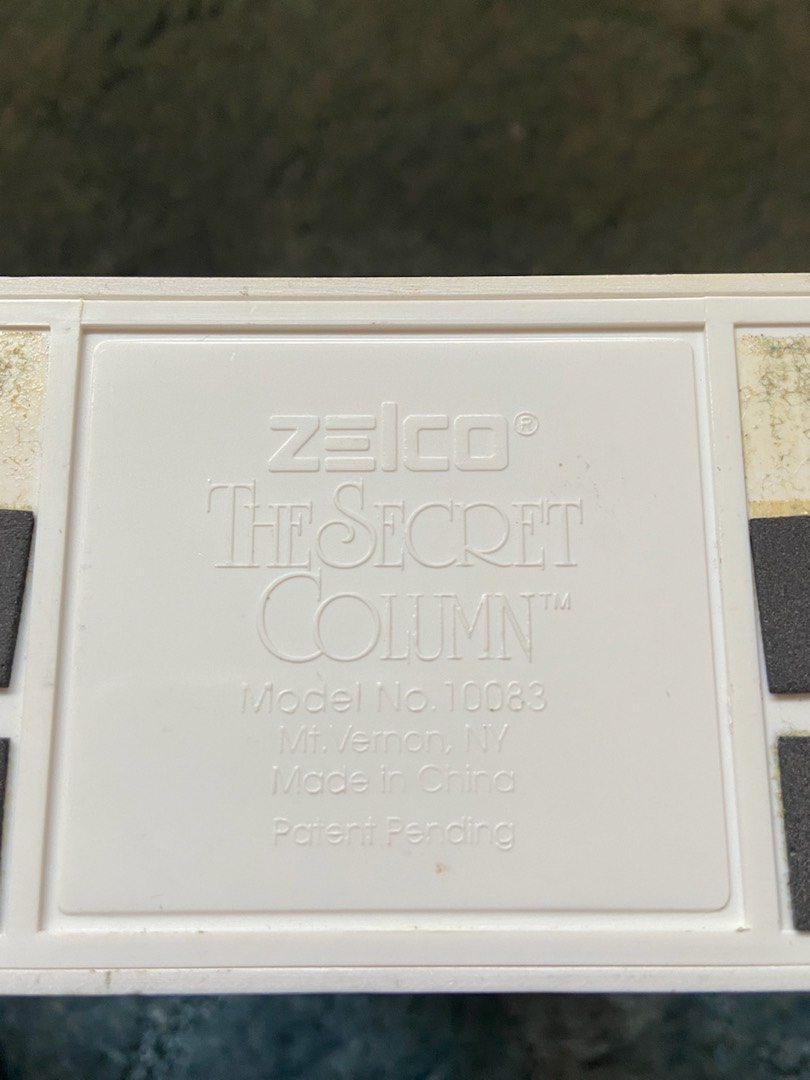 zelco®
THE SECRET
COLUMN™
Model No. 10083
Mt. Vernon, NY
Made in China
Patent Pending